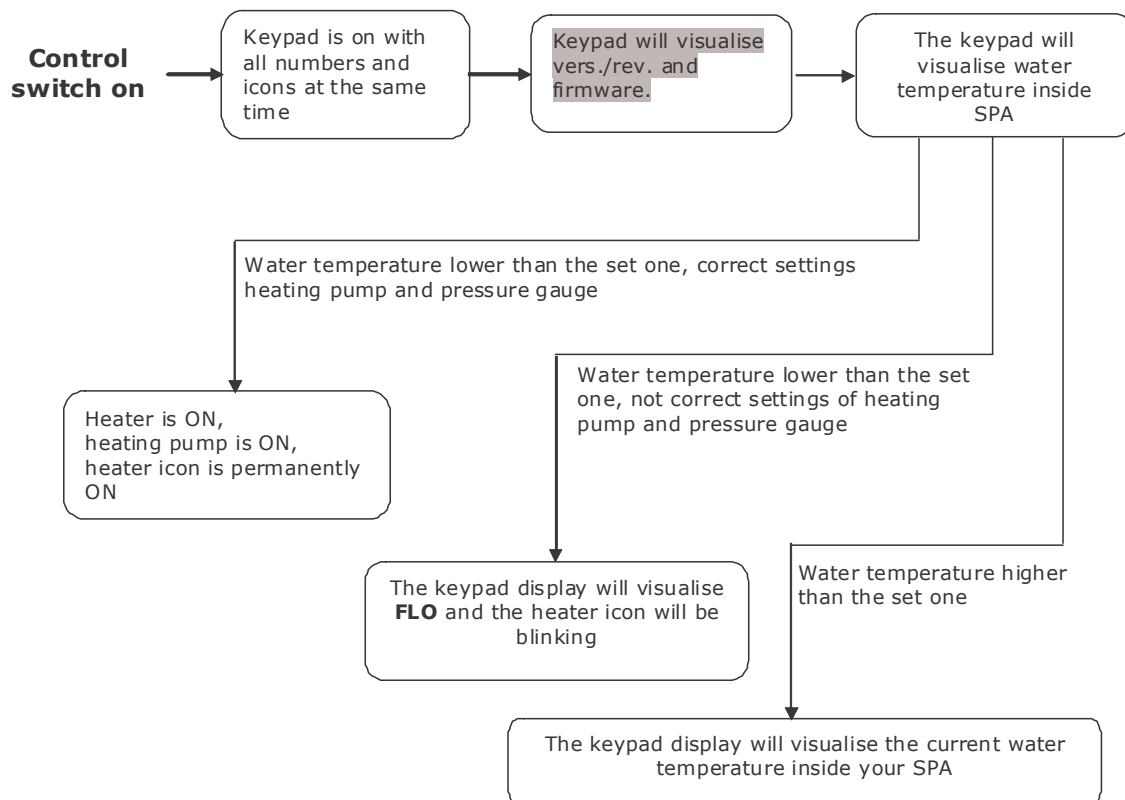 Control
switch on
Keypad is on with
all numbers and
icons at the same
time
Keypad will visualise
vers./rev. and
firmware.
The keypad will
visualise water
temperature inside
SPA
Water temperature lower than the set one, correct settings
heating pump and pressure gauge
Water temperature lower than the set
one, not correct settings of heating
pump and pressure gauge
Heater is ON,
heating pump is ON,
heater icon is permanently
ON
Water temperature higher
than the set one
The keypad display will visualise
FLO and the heater icon will be
blinking
The keypad display will visualise the current water
temperature inside your SPA